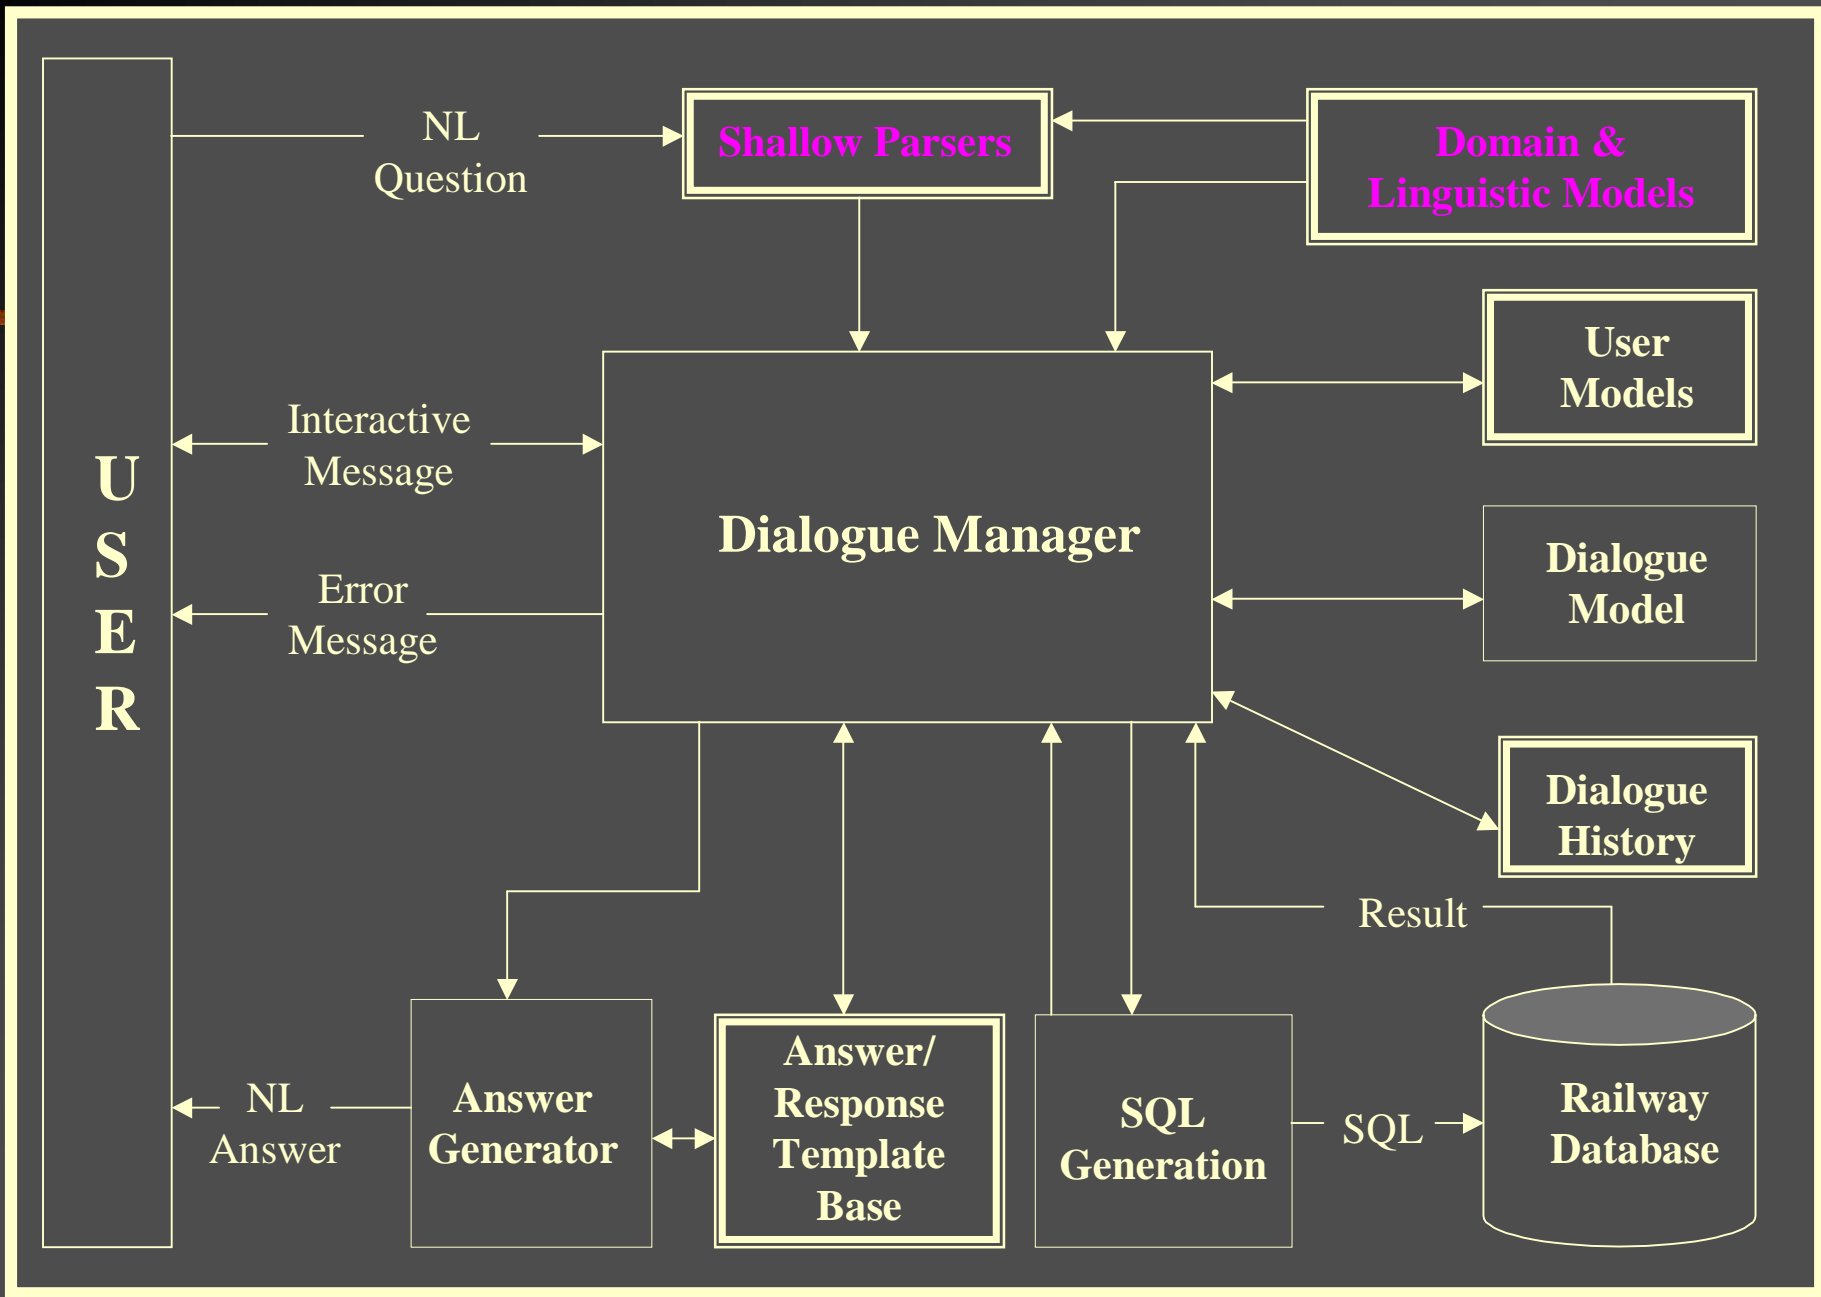 NL
Question
Shallow Parsers
Domain &
Linguistic Models
User
Models
Interactive
Message
U
S
E
R
Dialogue Manager
Dialogue
Model
Error
Message
Dialogue
History
Result
NL
Answer
Answer
Generator
Answer/
Response
Template
Base
SQL
Generation
SQL
Railway
Database